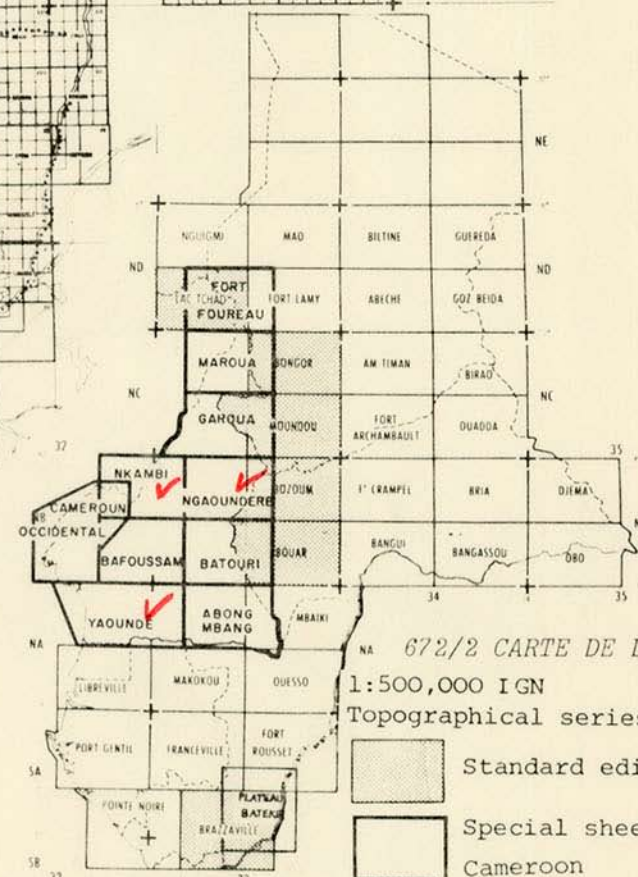 NE
NGUIGMI MAO BILTINE GUEREDA
ND ND
LAC TCHAD FORT FOUREAU FORT LAMY ABECHE GOZ BEIDA
MAROUA BONGOR AM TIMAN BIRAO
NC NC
GAROUA MOUNDOU FORT ARCHAMBAULT OUADDA
37 35
NKAMBI NGAOUNDERE BOZOUM Fᵗ CRAMPEL BRIA DJEMA
CAMEROUN OCCIDENTAL
BAFOUSSAM BATOURI BOUAR BANGUI BANGASSOU OBO
34 35
YAOUNDE ABONG MBANG MBAIKI
NA NA
672/2 CARTE DE
1:500,000 IGN
Topographical series
LIBREVILLE MAKOKOU OUESSO
PORT GENTIL FRANCEVILLE FORT ROUSSET
Standard edi
SA
POINTE NOIRE BRAZZAVILLE PLATEAU BATEKE
Special shee
Cameroon
SB